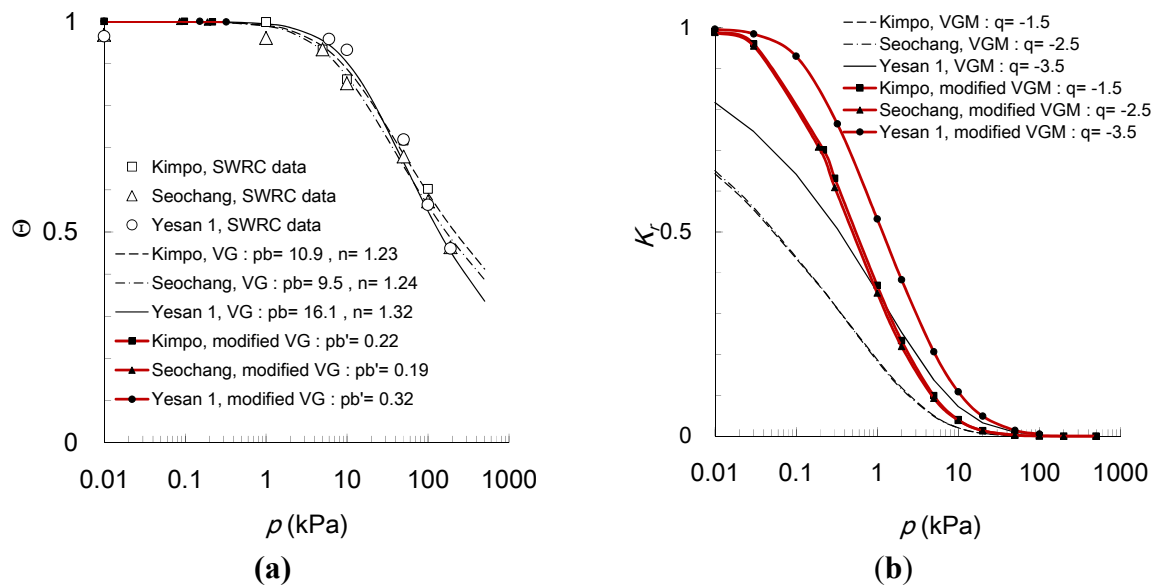 1
0.5
0
Θ
Kimpo, SWRC data
Seochang, SWRC data
Yesan 1, SWRC data
Kimpo, VG : pb= 10.9 , n= 1.23
Seochang, VG : pb= 9.5 , n= 1.24
Yesan 1, VG : pb= 16.1 , n= 1.32
Kimpo, modified VG : pb'= 0.22
Seochang, modified VG : pb'= 0.19
Yesan 1, modified VG : pb'= 0.32
0.01 0.1 1 10 100 1000
p (kPa)
(a)
1
0.5
0
Kr
Kimpo, VGM : q= -1.5
Seochang, VGM : q= -2.5
Yesan 1, VGM : q= -3.5
Kimpo, modified VGM : q= -1.5
Seochang, modified VGM : q= -2.5
Yesan 1, modified VGM : q= -3.5
0.01 0.1 1 10 100 1000
p (kPa)
(b)